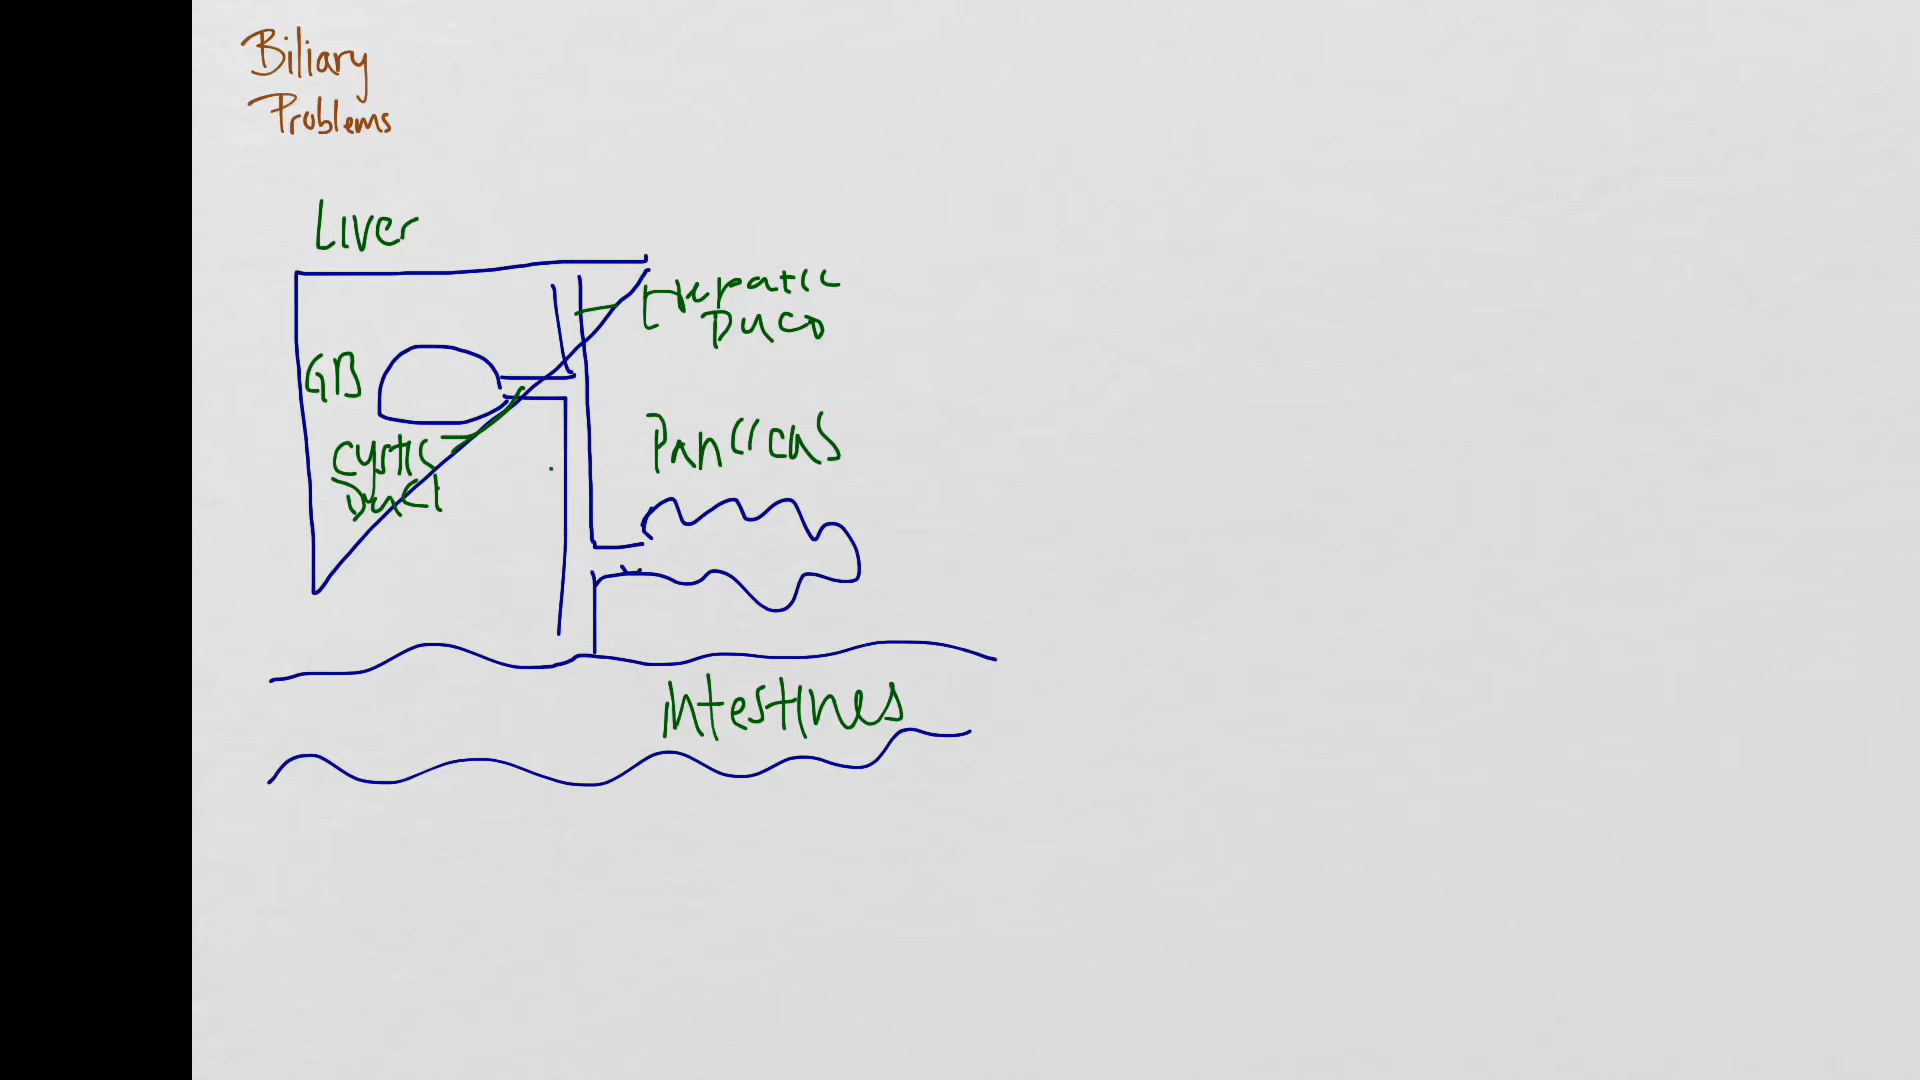 Biliary
Problems
Liver
Hepatic
Duct
GB
Cystic
Duct
Pancreas
Intestines